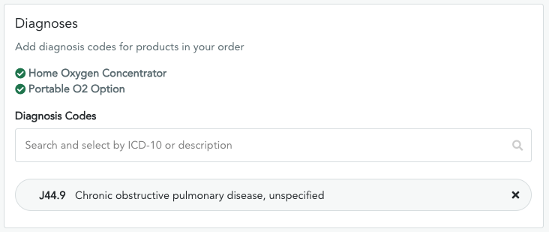 Diagnoses
Add diagnosis codes for products in your order
Home Oxygen Concentrator
Portable O2 Option
Diagnosis Codes
Search and select by ICD-10 or description
J44.9 Chronic obstructive pulmonary disease, unspecified